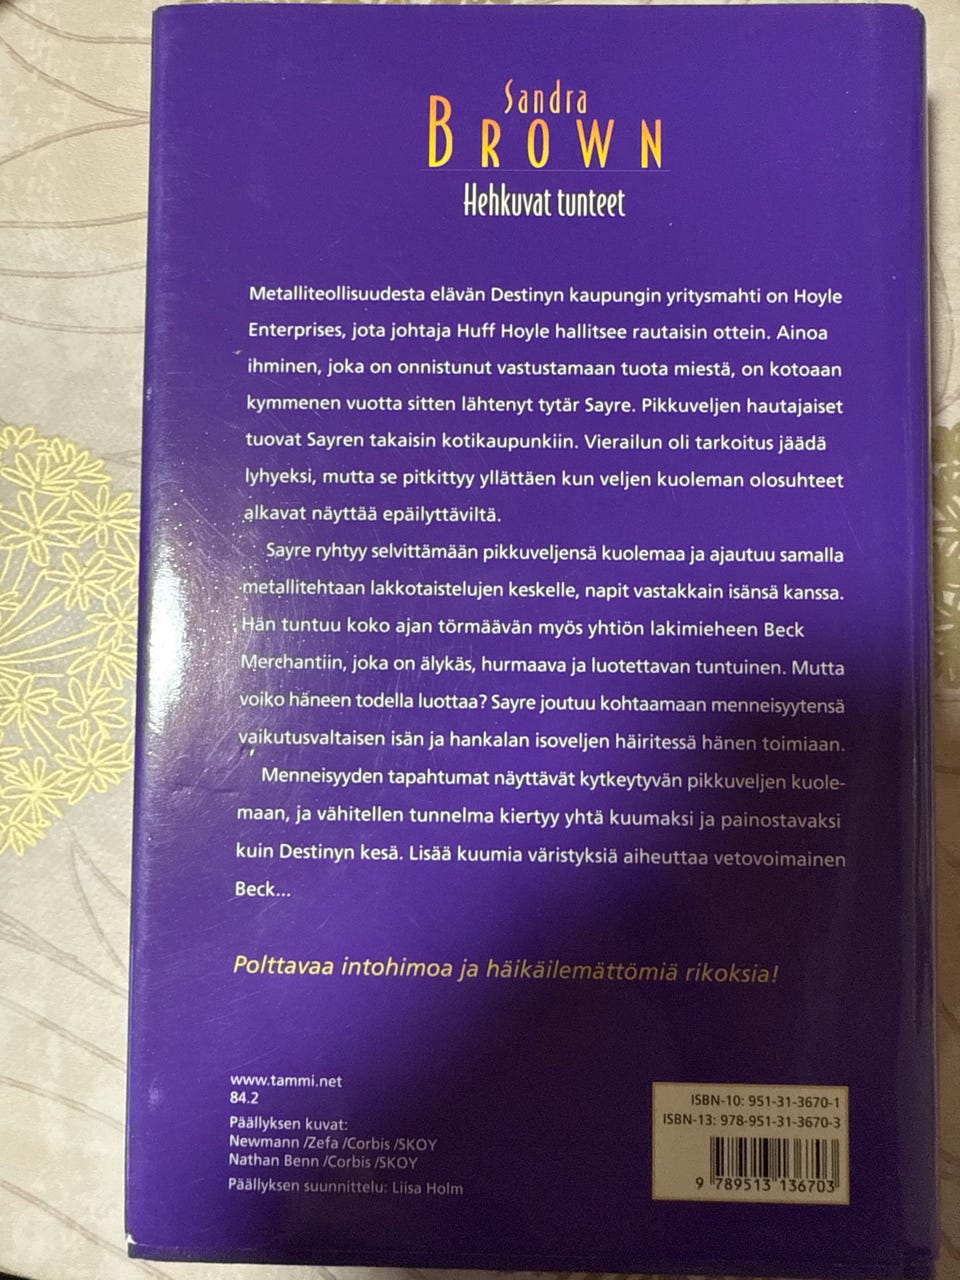 Sandra
BROWN
Hehkuvat tunteet
Metalliteollisuudesta elävän Destinyn kaupungin yritysmahti on Hoyle
Enterprises, jota johtaja Huff Hoyle hallitsee rautaisin ottein. Ainoa
ihminen, joka on onnistunut vastustamaan tuota miestä, on kotoaan
kymmenen vuotta sitten lähtenyt tytär Sayre. Pikkuveljen hautajaiset
tuovat Sayren takaisin kotikaupunkiin. Vierailun oli tarkoitus jäädä
lyhyeksi, mutta se pitkittyy yllättäen kun veljen kuoleman olosuhteet
alkavat näyttää epäilyttäviltä.
Sayre ryhtyy selvittämään pikkuveljensä kuolemaa ja ajautuu samalla
metallitehtaan lakkotaistelujen keskelle, napit vastakkain isänsä kanssa.
Hän tuntuu koko ajan törmäävän myös yhtiön lakimieheen Beck
Merchantiin, joka on älykäs, hurmaava ja luotettavan tuntuinen. Mutta
voiko häneen todella luottaa? Sayre joutuu kohtaamaan menneisyytensä
vaikutusvaltaisen isän ja hankalan isoveljen häiritessä hänen toimiaan.
Menneisyyden tapahtumat näyttävät kytkeytyvän pikkuveljen kuole-
maan, ja vähitellen tunnelma kiertyy yhtä kuumaksi ja painostavaksi
kuin Destinyn kesä. Lisää kuumia väristyksiä aiheuttaa vetovoimainen
Beck...
Polttavaa intohimoa ja häikäilemättömiä rikoksia!
www.tammi.net
84.2
Päällyksen kuvat:
Newmann /Zefa /Corbis /SKOY
Nathan Benn /Corbis /SKOY
Päällyksen suunnittelu: Liisa Holm
ISBN-10: 951-31-3670-1
ISBN-13: 978-951-31-3670-3
9 789513 136703